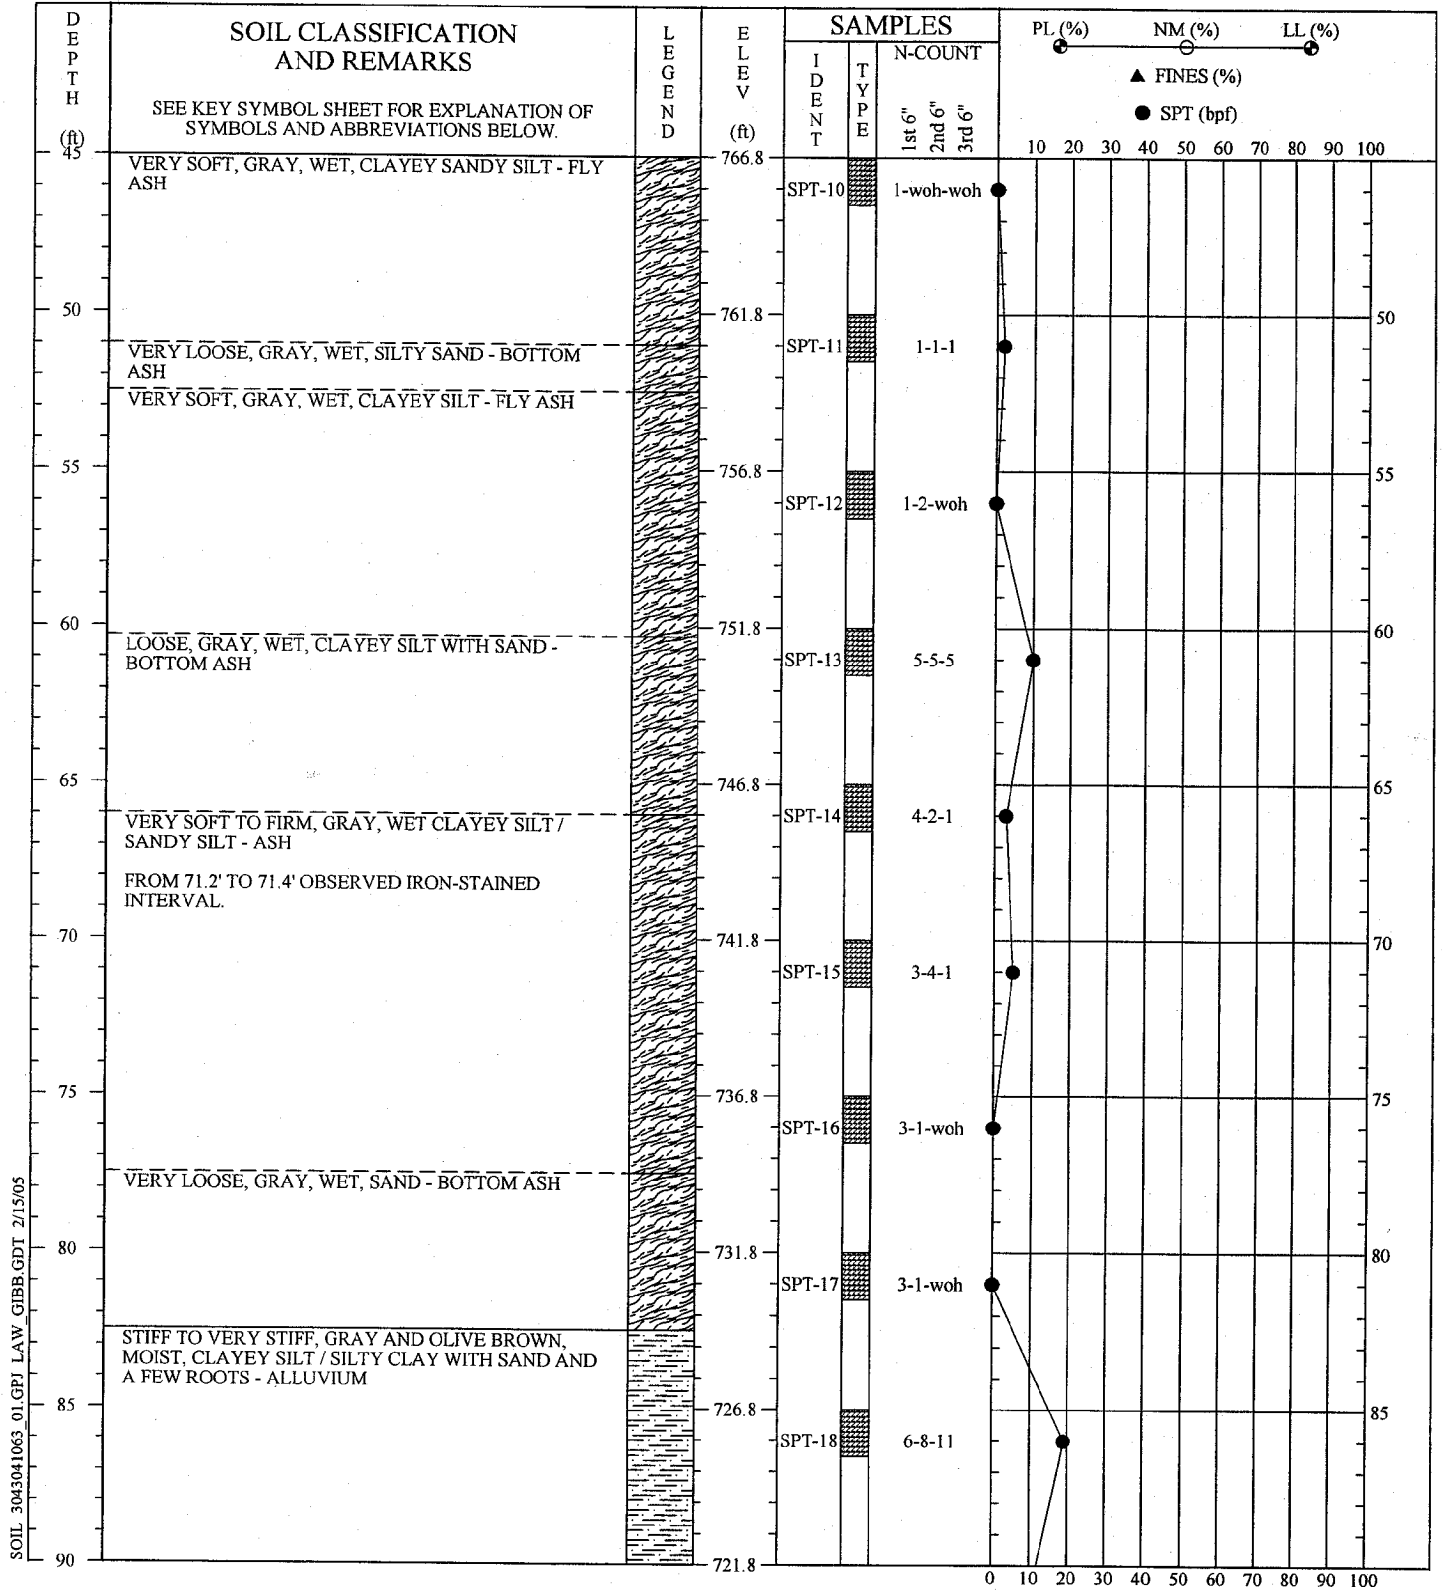 DEPTH (ft)
SOIL CLASSIFICATION
AND REMARKS
SEE KEY SYMBOL SHEET FOR EXPLANATION OF
SYMBOLS AND ABBREVIATIONS BELOW.
LEGEND
ELEV (ft)
SAMPLES
IDENT
TYPE
N-COUNT
1st 6"
2nd 6"
3rd 6"
PL (%) NM (%) LL (%)
▲ FINES (%)
● SPT (bpf)
10 20 30 40 50 60 70 80 90 100
45
VERY SOFT, GRAY, WET, CLAYEY SANDY SILT - FLY
ASH
766.8
SPT-10 1-woh-woh
50
761.8
50
VERY LOOSE, GRAY, WET, SILTY SAND - BOTTOM
ASH
SPT-11 1-1-1
VERY SOFT, GRAY, WET, CLAYEY SILT - FLY ASH
55
756.8
55
SPT-12 1-2-woh
60
751.8
60
LOOSE, GRAY, WET, CLAYEY SILT WITH SAND -
BOTTOM ASH
SPT-13 5-5-5
65
746.8
65
VERY SOFT TO FIRM, GRAY, WET CLAYEY SILT /
SANDY SILT - ASH
SPT-14 4-2-1
FROM 71.2' TO 71.4' OBSERVED IRON-STAINED
INTERVAL.
70
741.8
70
SPT-15 3-4-1
75
736.8
75
SPT-16 3-1-woh
VERY LOOSE, GRAY, WET, SAND - BOTTOM ASH
80
731.8
80
SPT-17 3-1-woh
STIFF TO VERY STIFF, GRAY AND OLIVE BROWN,
MOIST, CLAYEY SILT / SILTY CLAY WITH SAND AND
A FEW ROOTS - ALLUVIUM
85
726.8
85
SPT-18 6-8-11
90
721.8
0 10 20 30 40 50 60 70 80 90 100
SOIL 3043041063_01.GPJ LAW_GIBB.GDT 2/15/05